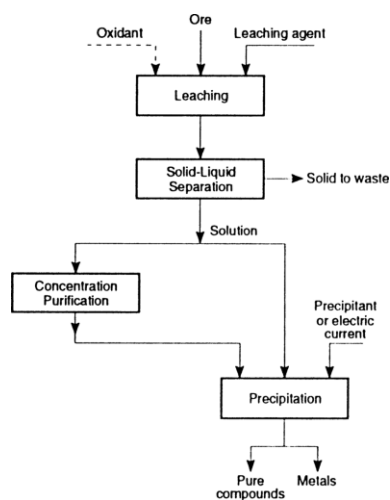 Ore
Oxidant
Leaching agent
Leaching
Solid-Liquid
Separation
Solid to waste
Solution
Concentration
Purification
Precipitant
or electric
current
Precipitation
Pure
compounds
Metals